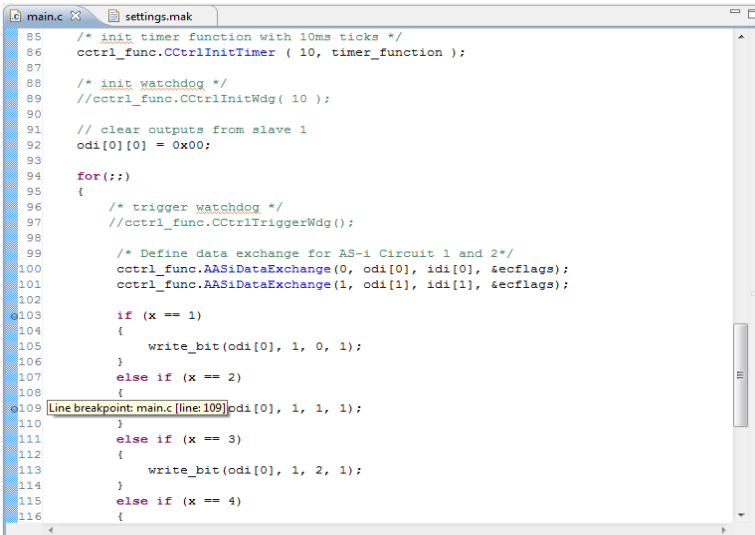 main.c settings.mak
85 /* init timer function with 10ms ticks */
86 cctrl_func.CCtrlInitTimer ( 10, timer_function );
87
88 /* init watchdog */
89 //cctrl_func.CCtrlInitWdg( 10 );
90
91 // clear outputs from slave 1
92 odi[0][0] = 0x00;
93
94 for(;;)
95 {
96 /* trigger watchdog */
97 //cctrl_func.CCtrlTriggerWdg();
98
99 /* Define data exchange for AS-i Circuit 1 and 2*/
100 cctrl_func.AASiDataExchange(0, odi[0], idi[0], &ecflags);
101 cctrl_func.AASiDataExchange(1, odi[1], idi[1], &ecflags);
102
103 if (x == 1)
104 {
105 write_bit(odi[0], 1, 0, 1);
106 }
107 else if (x == 2)
108 {
109 Line breakpoint: main.c [line: 109] odi[0], 1, 1, 1);
110 }
111 else if (x == 3)
112 {
113 write_bit(odi[0], 1, 2, 1);
114 }
115 else if (x == 4)
116 {